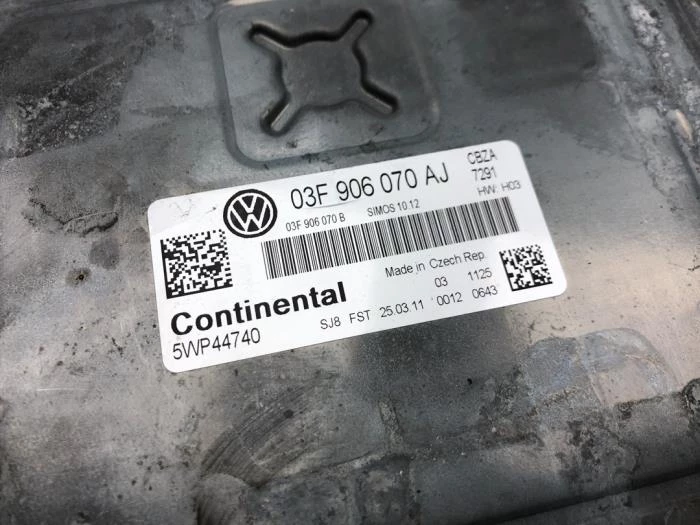 03F 906 070 AJ
CBZA
7291
HW: H03
03F 906 070 B SIMOS 10.12
Made in Czech Rep.
Continental
5WP44740
03 1125
SJ8 FST 25.03.11 0012 0643